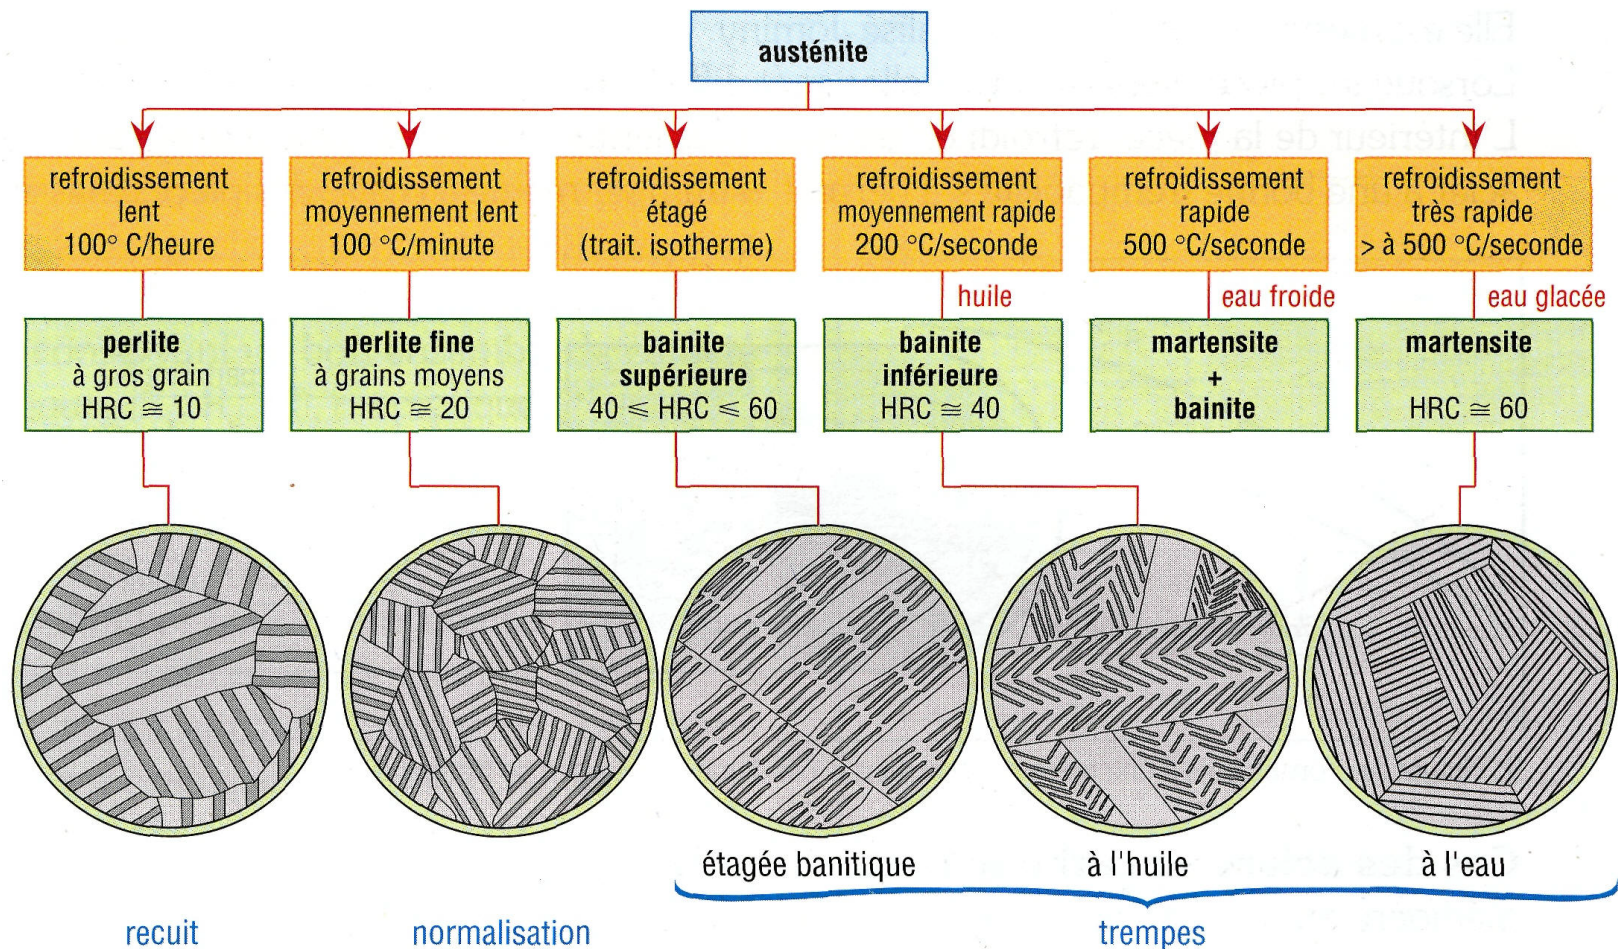 austénite
refroidissement
lent
100° C/heure
refroidissement
moyennement lent
100 °C/minute
refroidissement
étagé
(trait. isotherme)
refroidissement
moyennement rapide
200 °C/seconde
refroidissement
rapide
500 °C/seconde
refroidissement
très rapide
> à 500 °C/seconde
huile
eau froide
eau glacée
perlite
à gros grain
HRC ≅ 10
perlite fine
à grains moyens
HRC ≅ 20
bainite
supérieure
40 ⩽ HRC ⩽ 60
bainite
inférieure
HRC ≅ 40
martensite
+
bainite
martensite
HRC ≅ 60
étagée banitique
à l'huile
à l'eau
recuit
normalisation
trempes